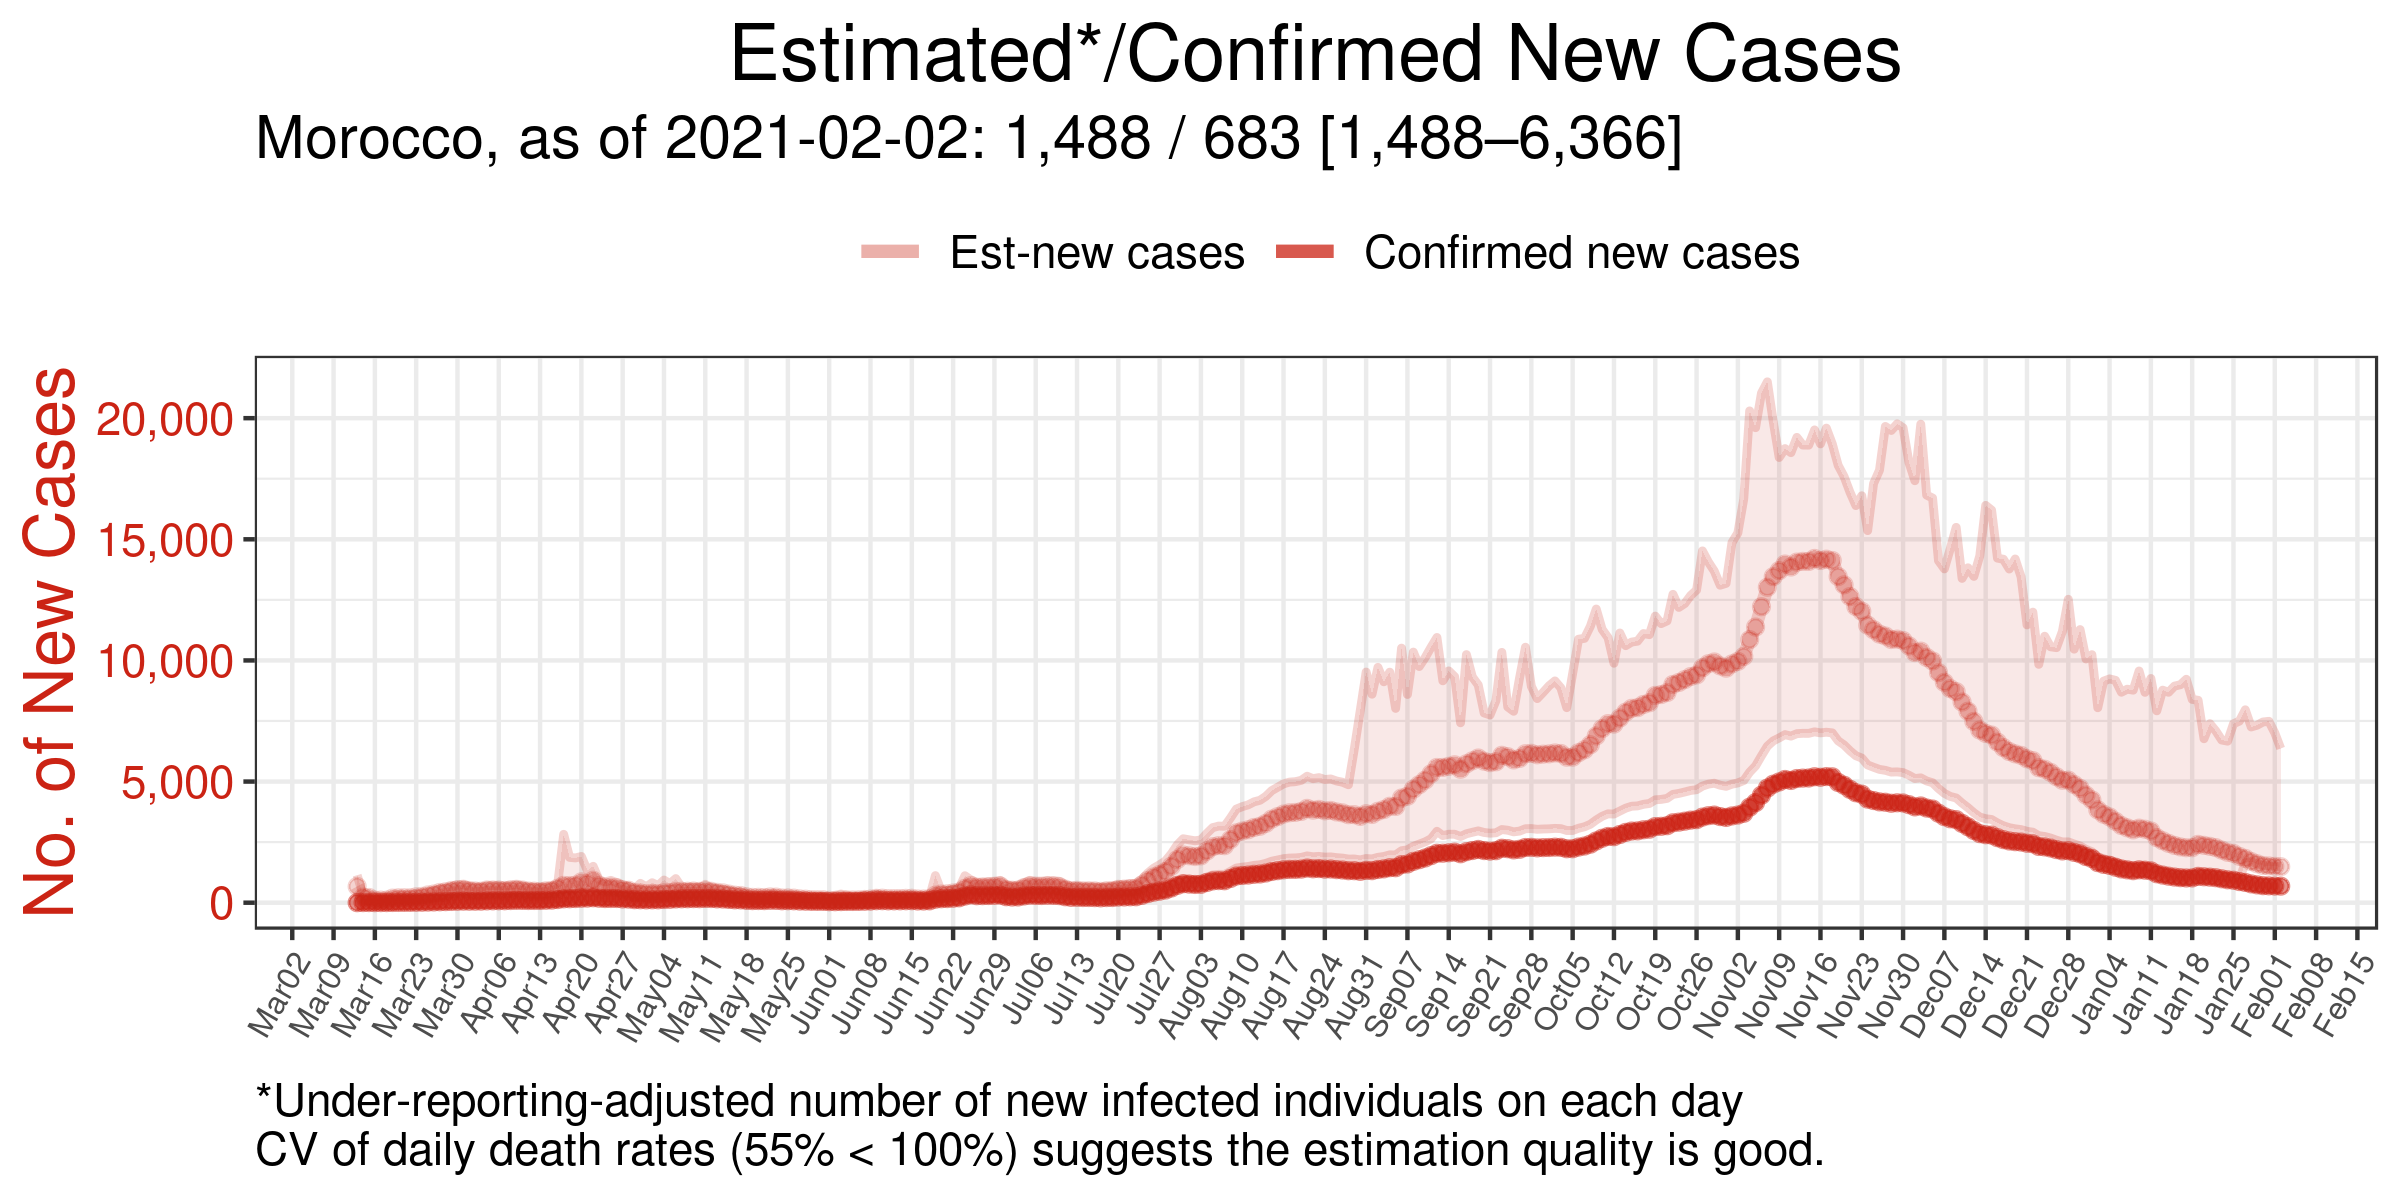 Estimated*/Confirmed New Cases
Morocco, as of 2021-02-02: 1,488 / 683 [1,488–6,366]
Est-new cases
Confirmed new cases
No. of New Cases
20,000
15,000
10,000
5,000
0
Mar02
Mar09
Mar16
Mar23
Mar30
Apr06
Apr13
Apr20
Apr27
May04
May11
May18
May25
Jun01
Jun08
Jun15
Jun22
Jun29
Jul06
Jul13
Jul20
Jul27
Aug03
Aug10
Aug17
Aug24
Aug31
Sep07
Sep14
Sep21
Sep28
Oct05
Oct12
Oct19
Oct26
Nov02
Nov09
Nov16
Nov23
Nov30
Dec07
Dec14
Dec21
Dec28
Jan04
Jan11
Jan18
Jan25
Feb01
Feb08
Feb15
*Under-reporting-adjusted number of new infected individuals on each day
CV of daily death rates (55% < 100%) suggests the estimation quality is good.